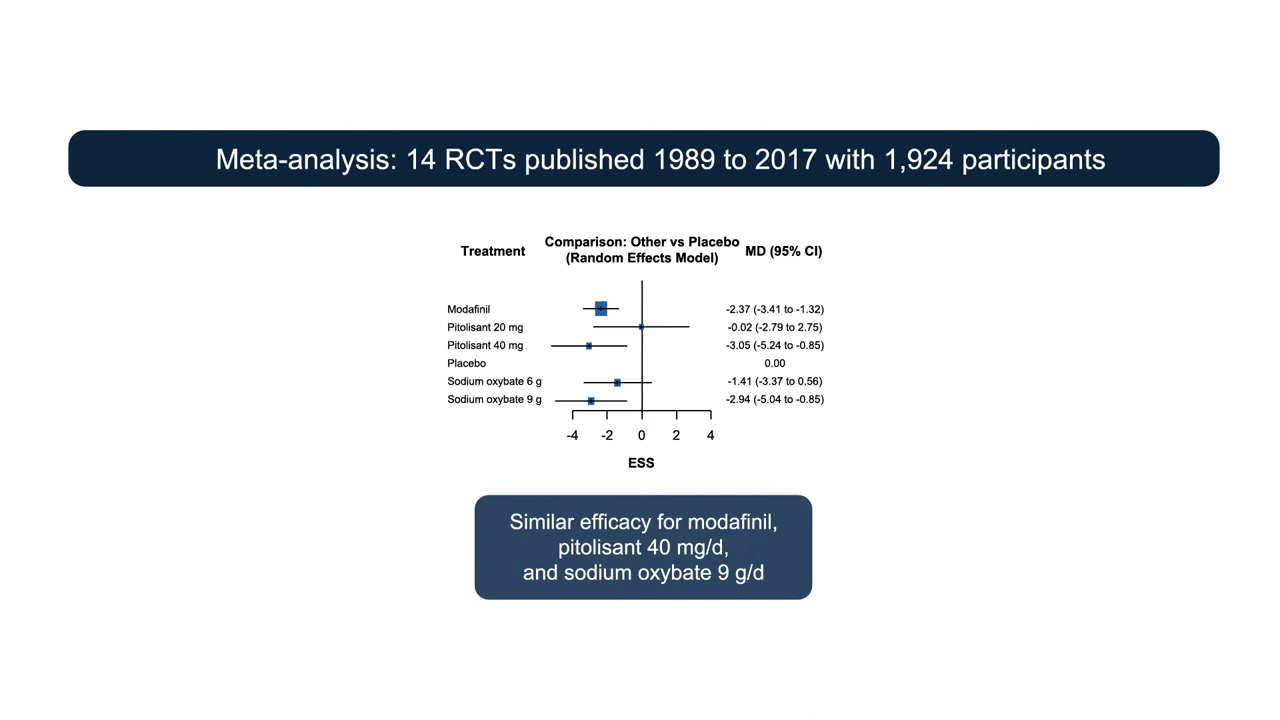 Meta-analysis: 14 RCTs published 1989 to 2017 with 1,924 participants
Treatment
Comparison: Other vs Placebo
(Random Effects Model)
MD (95% CI)
Modafinil -2.37 (-3.41 to -1.32)
Pitolisant 20 mg -0.02 (-2.79 to 2.75)
Pitolisant 40 mg -3.05 (-5.24 to -0.85)
Placebo 0.00
Sodium oxybate 6 g -1.41 (-3.37 to 0.56)
Sodium oxybate 9 g -2.94 (-5.04 to -0.85)
-4 -2 0 2 4
ESS
Similar efficacy for modafinil,
pitolisant 40 mg/d,
and sodium oxybate 9 g/d